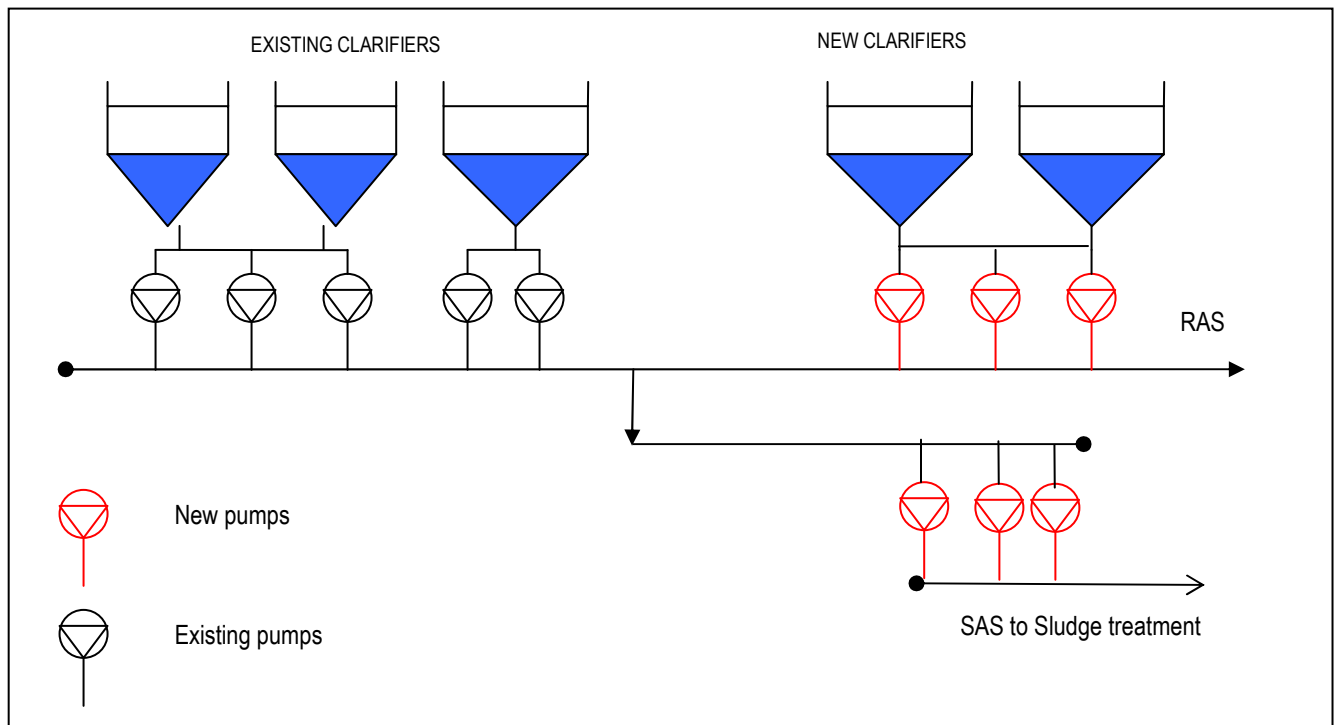 EXISTING CLARIFIERS
NEW CLARIFIERS
RAS
New pumps
SAS to Sludge treatment
Existing pumps